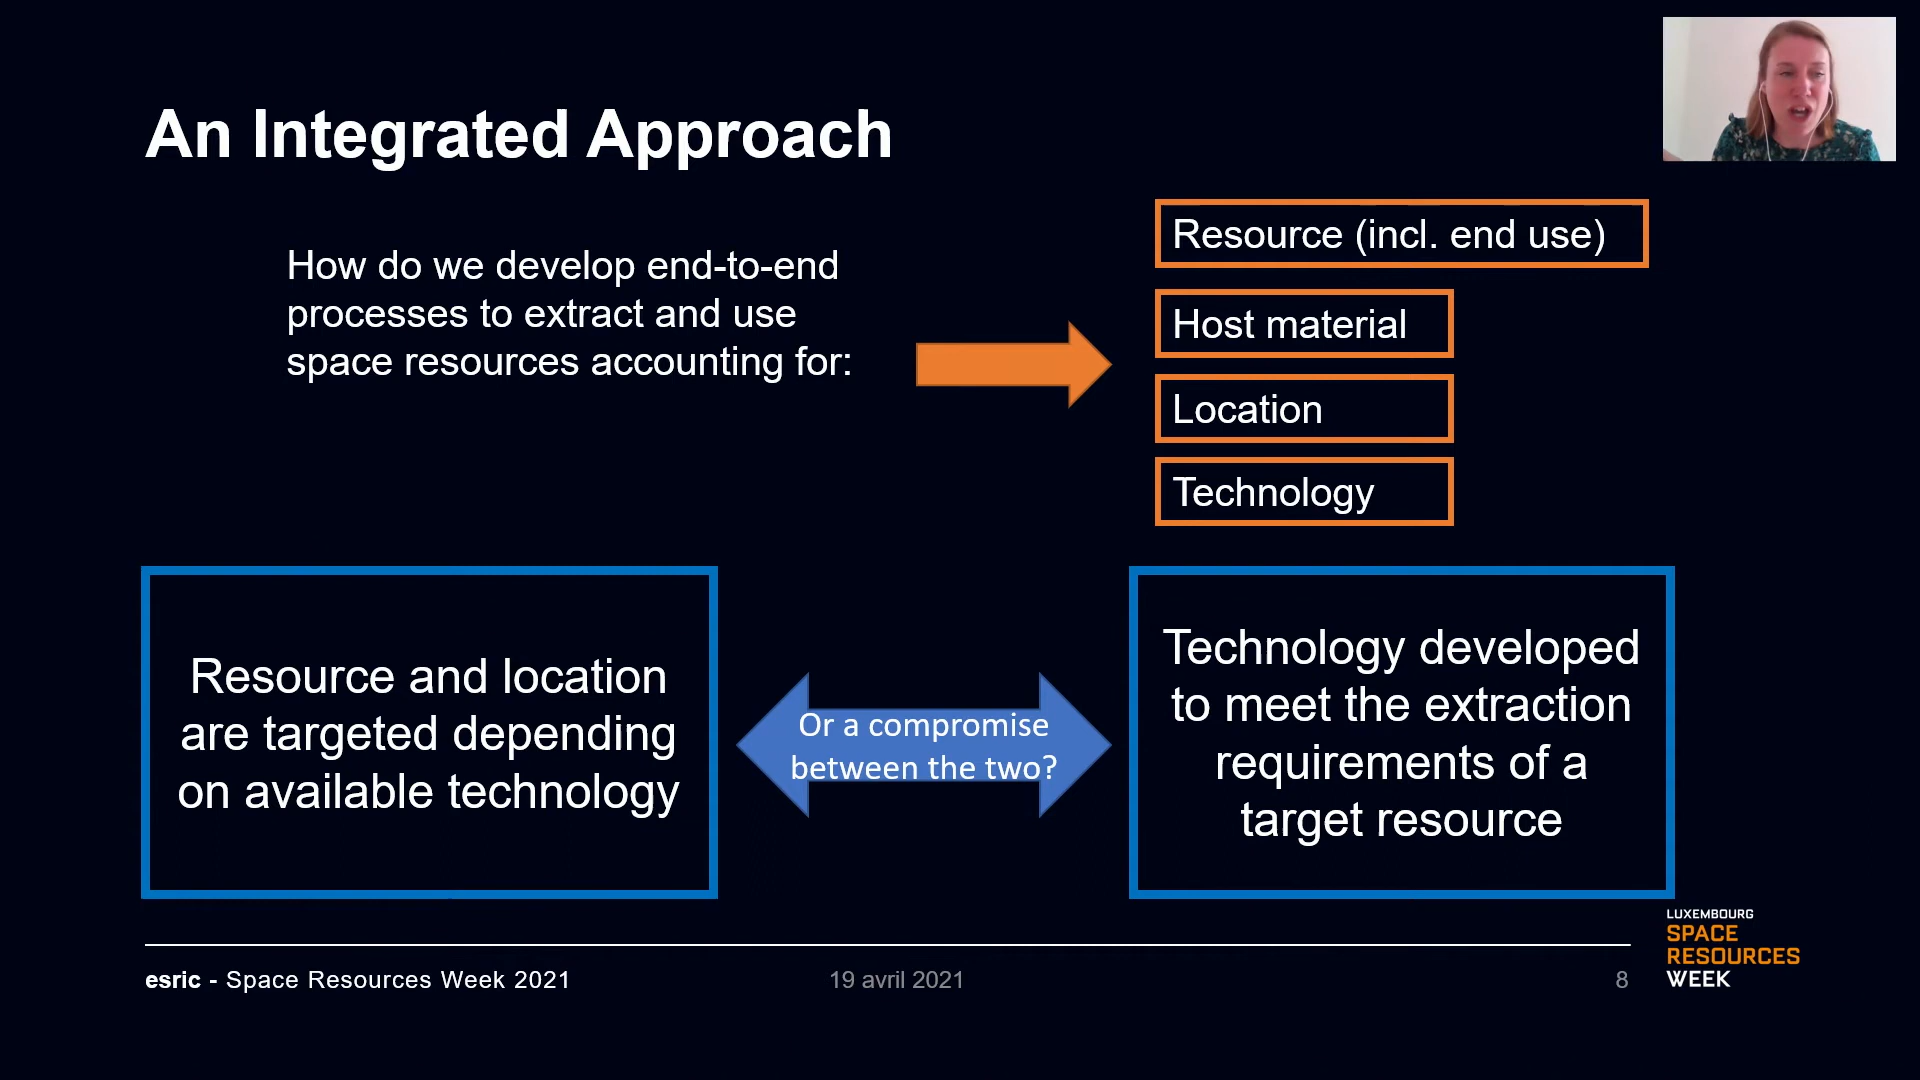 An Integrated Approach
How do we develop end-to-end
processes to extract and use
space resources accounting for:
Resource (incl. end use)
Host material
Location
Technology
Resource and location
are targeted depending
on available technology
Or a compromise
between the two?
Technology developed
to meet the extraction
requirements of a
target resource
esric - Space Resources Week 2021
19 avril 2021
8
LUXEMBOURG
SPACE
RESOURCES
WEEK